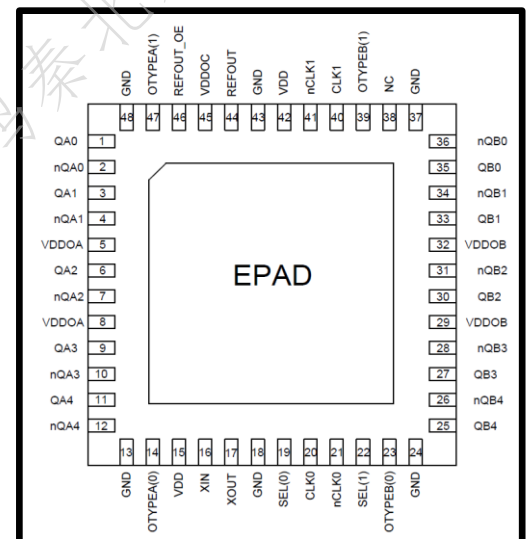 GND OTYPEA(1) REFOUT_OE VDDOC REFOUT GND VDD nCLK1 CLK1 OTYPEB(1) NC GND
48 47 46 45 44 43 42 41 40 39 38 37
QA0 1 36 nQB0
nQA0 2 35 QB0
QA1 3 34 nQB1
nQA1 4 33 QB1
VDDOA 5 32 VDDOB
QA2 6 31 nQB2
EPAD
nQA2 7 30 QB2
VDDOA 8 29 VDDOB
QA3 9 28 nQB3
nQA3 10 27 QB3
QA4 11 26 nQB4
nQA4 12 25 QB4
13 14 15 16 17 18 19 20 21 22 23 24
GND OTYPEA(0) VDD XIN XOUT GND SEL(0) CLK0 nCLK0 SEL(1) OTYPEB(0) GND
秦北